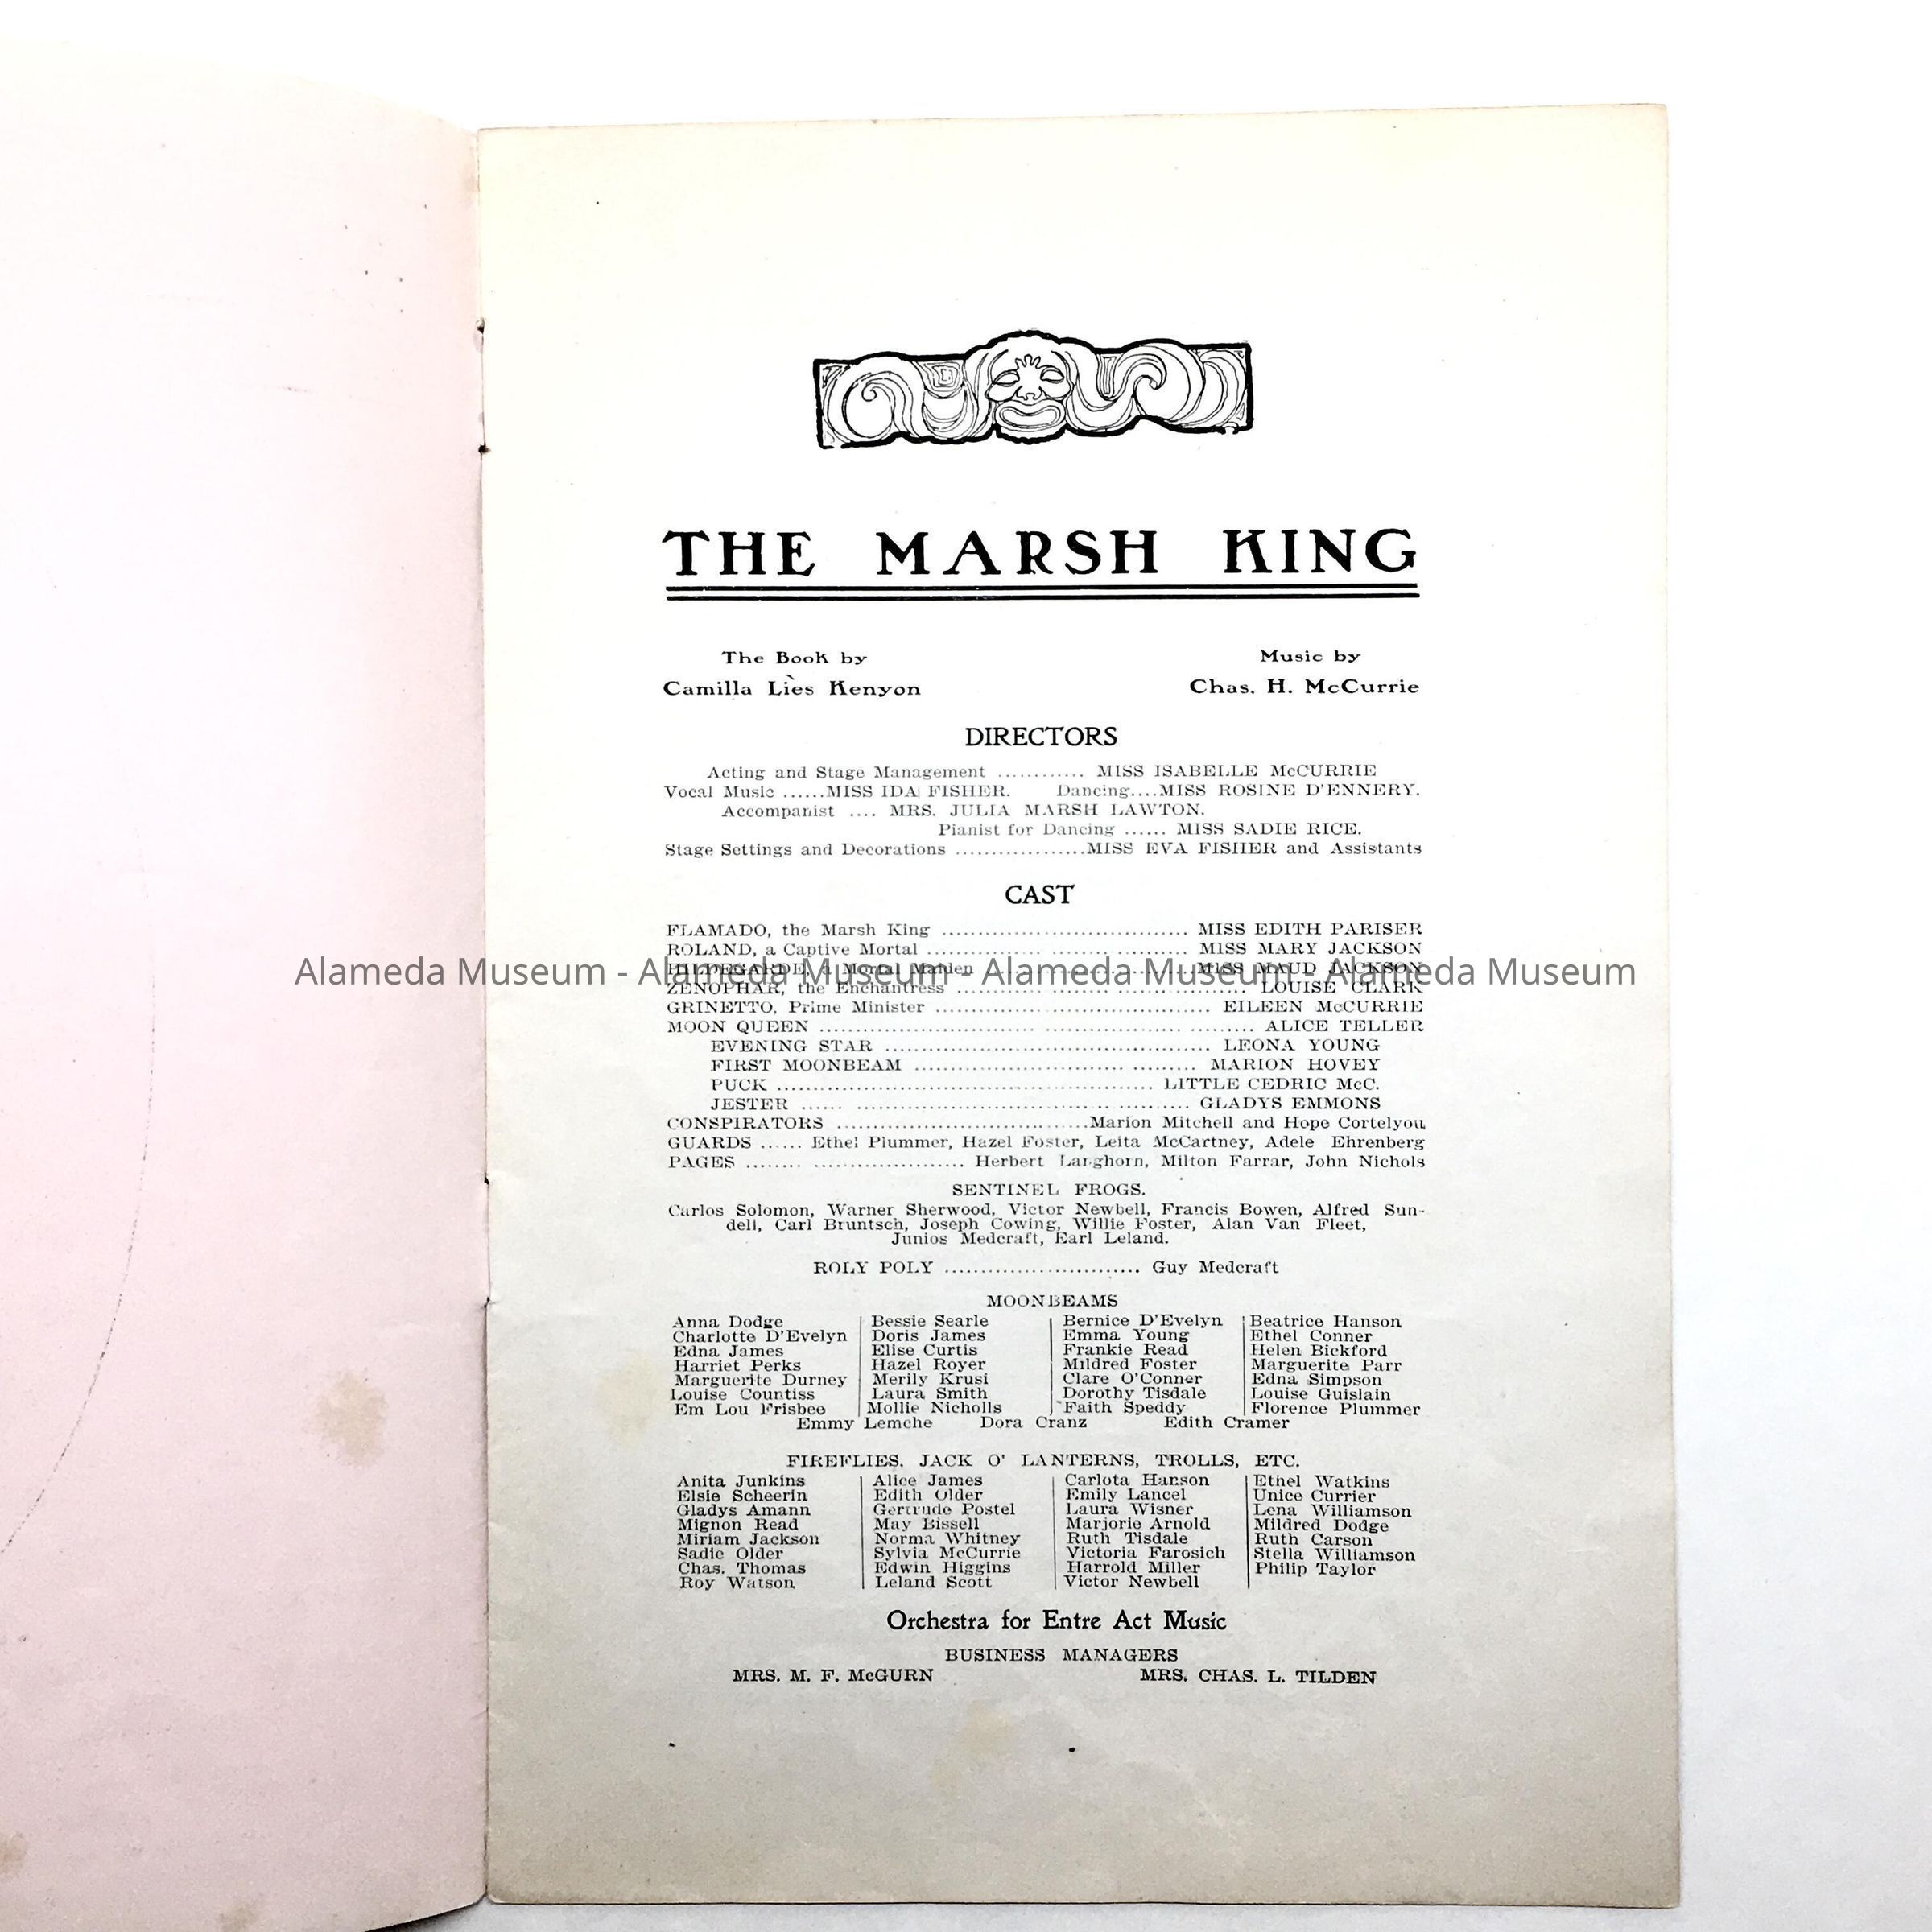 THE MARSH KING
The Book by
Camilla Lies Kenyon
Music by
Chas. H. McCurrie
DIRECTORS
Acting and Stage Management ............ MISS ISABELLE McCURRIE
Vocal Music ......MISS IDA FISHER. Dancing....MISS ROSINE D'ENNERY.
Accompanist .... MRS. JULIA MARSH LAWTON.
Pianist for Dancing ...... MISS SADIE RICE.
Stage Settings and Decorations ..................MISS EVA FISHER and Assistants
CAST
FLAMADO, the Marsh King .................................. MISS EDITH PARISER
ROLAND, a Captive Mortal .................................... MISS MARY JACKSON
HILDEGARDE, a Mortal Maiden ........................... MISS MAUD JACKSON
Alameda Museum - Alameda Museum - Alameda Museum - Alameda Museum
ZENOPHAR, the Enchantress ........................................ LOUISE CLARK
GRINETTO, Prime Minister ...................................... EILEEN McCURRIE
MOON QUEEN ............................................................ ALICE TELLER
EVENING STAR ............................................. LEONA YOUNG
FIRST MOONBEAM ...................................... MARION HOVEY
PUCK .................................................... LITTLE CEDRIC McC.
JESTER ...................................................... GLADYS EMMONS
CONSPIRATORS ...................................Marion Mitchell and Hope Cortelyou
GUARDS ...... Ethel Plummer, Hazel Foster, Leita McCartney, Adele Ehrenberg
PAGES ........ ..................... Herbert Langhorn, Milton Farrar, John Nichols
SENTINEL FROGS.
Carlos Solomon, Warner Sherwood, Victor Newbell, Francis Bowen, Alfred Sun-
dell, Carl Bruntsch, Joseph Cowing, Willie Foster, Alan Van Fleet,
Junios Medcraft, Earl Leland.
ROLY POLY ........................... Guy Medcraft
MOONBEAMS
Anna Dodge Bessie Searle Bernice D'Evelyn Beatrice Hanson
Charlotte D'Evelyn Doris James Emma Young Ethel Conner
Edna James Elise Curtis Frankie Read Helen Bickford
Harriet Perks Hazel Royer Mildred Foster Marguerite Parr
Marguerite Durney Merily Krusi Clare O'Conner Edna Simpson
Louise Countiss Laura Smith Dorothy Tisdale Louise Guislain
Em Lou Frisbee Mollie Nicholls Faith Speddy Florence Plummer
Emmy Lemche Dora Cranz Edith Cramer
FIREFLIES. JACK O' LANTERNS, TROLLS, ETC.
Anita Junkins Alice James Carlota Hanson Ethel Watkins
Elsie Scheerin Edith Older Emily Lancel Unice Currier
Gladys Amann Gertrude Postel Laura Wisner Lena Williamson
Mignon Read May Bissell Marjorie Arnold Mildred Dodge
Miriam Jackson Norma Whitney Ruth Tisdale Ruth Carson
Sadie Older Sylvia McCurrie Victoria Farosich Stella Williamson
Chas. Thomas Edwin Higgins Harrold Miller Philip Taylor
Roy Watson Leland Scott Victor Newbell
Orchestra for Entre Act Music
BUSINESS MANAGERS
MRS. M. F. McGURN MRS. CHAS. L. TILDEN